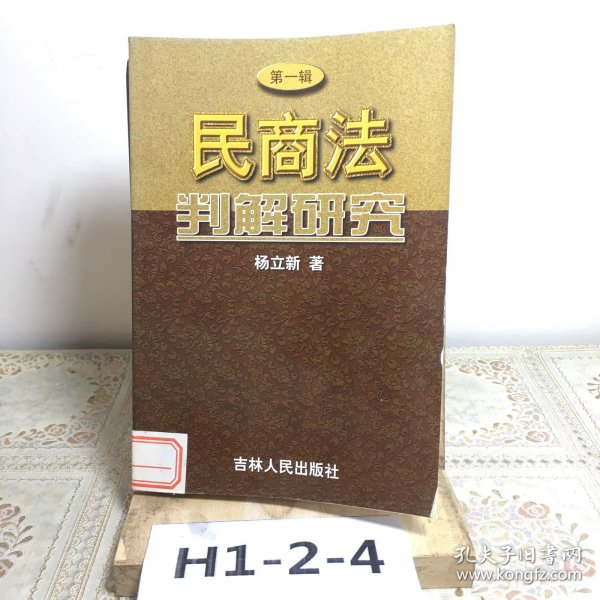 第一辑
民商法
判解研究
杨立新 著
吉林人民出版社
H1-2-4
孔夫子旧书网
www.kongfz.com